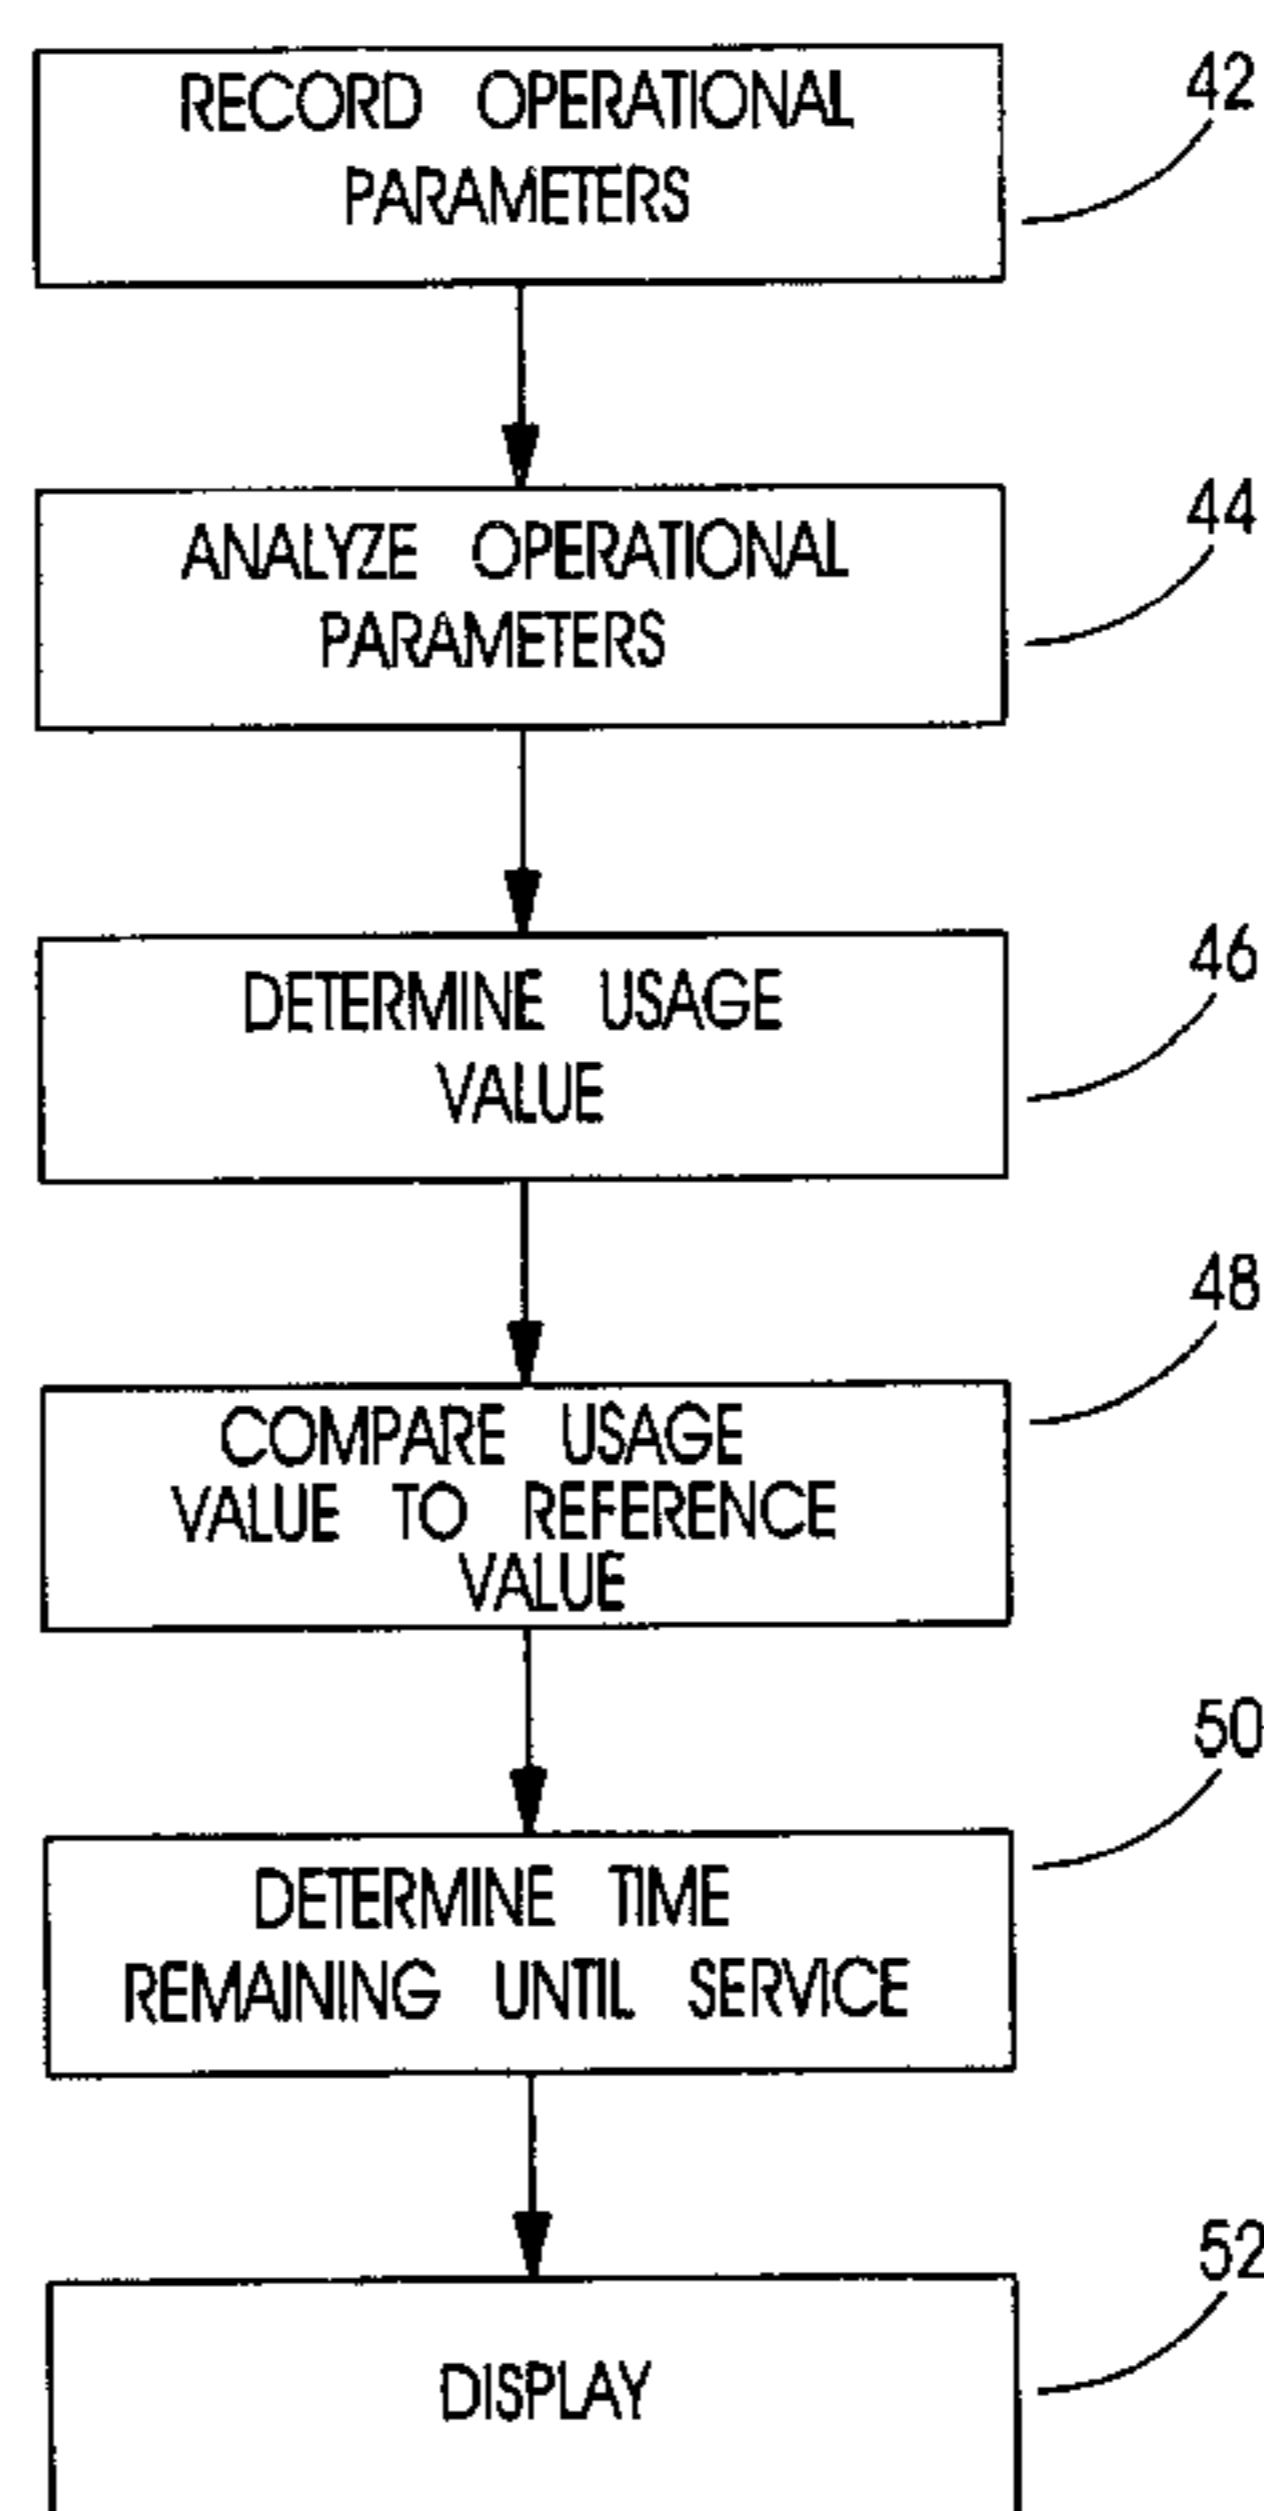 RECORD OPERATIONAL
PARAMETERS
42
ANALYZE OPERATIONAL
PARAMETERS
44
DETERMINE USAGE
VALUE
46
COMPARE USAGE
VALUE TO REFERENCE
VALUE
48
DETERMINE TIME
REMAINING UNTIL SERVICE
50
DISPLAY
52